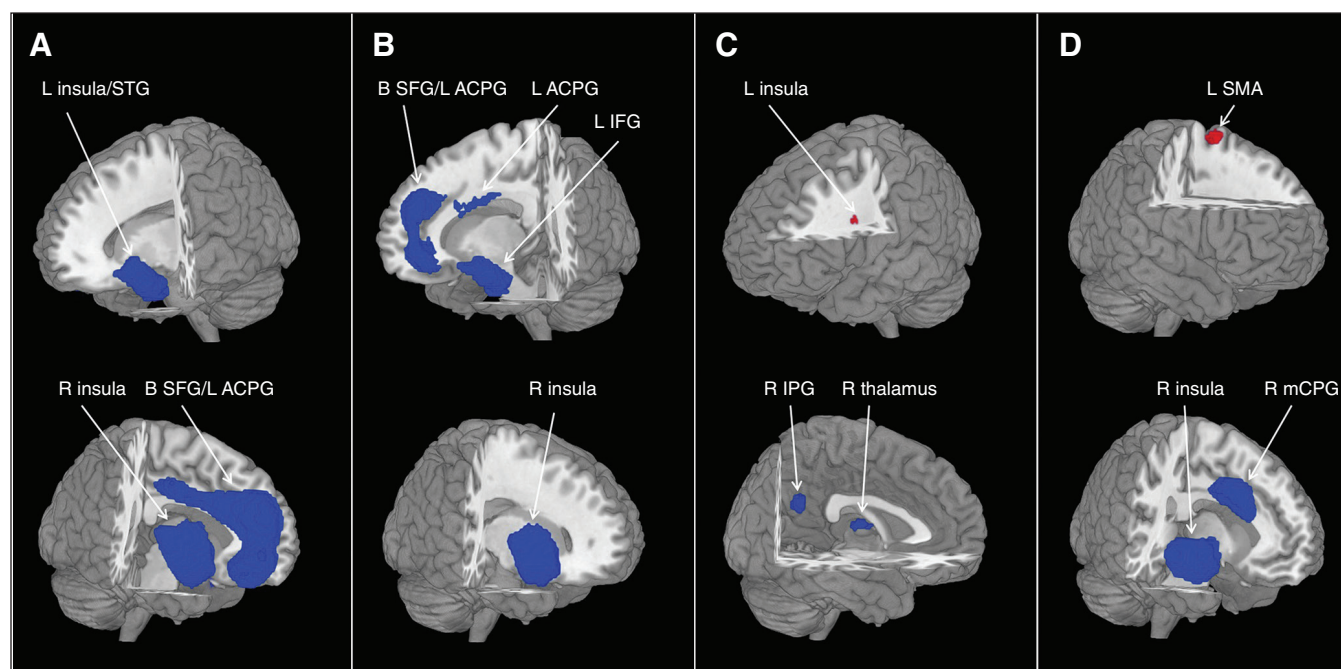 A
L insula/STG
R insula
B SFG/L ACPG
B
B SFG/L ACPG
L ACPG
L IFG
R insula
C
L insula
R IPG
R thalamus
D
L SMA
R insula
R mCPG